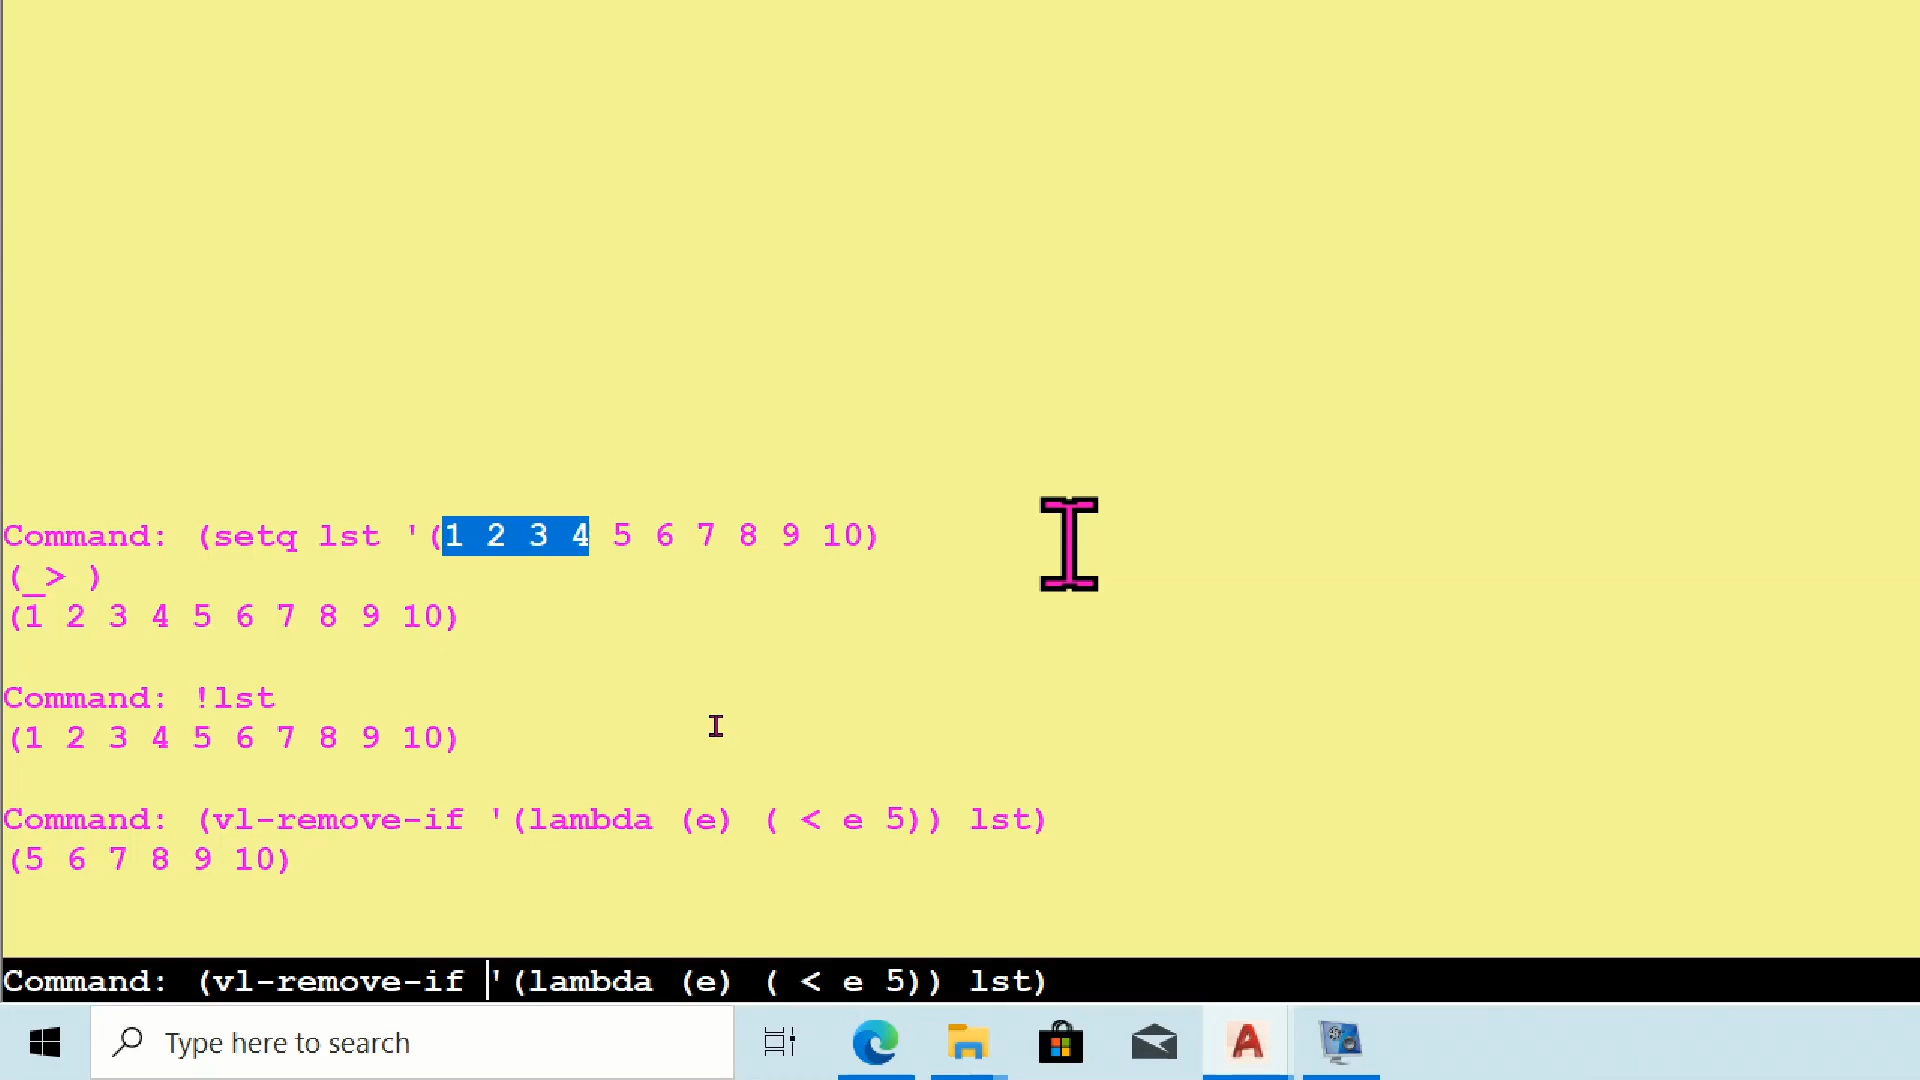 Command: (setq lst '(1 2 3 4 5 6 7 8 9 10)
(_> )
(1 2 3 4 5 6 7 8 9 10)
Command: !lst
(1 2 3 4 5 6 7 8 9 10)
Command: (vl-remove-if '(lambda (e) ( < e 5)) lst)
(5 6 7 8 9 10)
Command: (vl-remove-if '(lambda (e) ( < e 5)) lst)
Type here to search